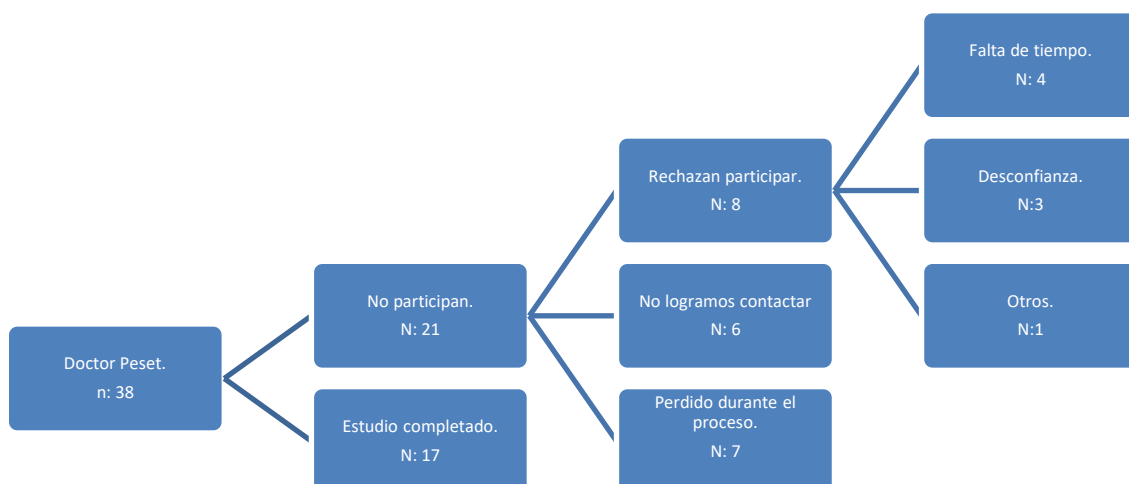 Doctor Peset.
n: 38
No participan.
N: 21
Estudio completado.
N: 17
Rechazan participar.
N: 8
No logramos contactar
N: 6
Perdido durante el
proceso.
N: 7
Falta de tiempo.
N: 4
Desconfianza.
N:3
Otros.
N:1